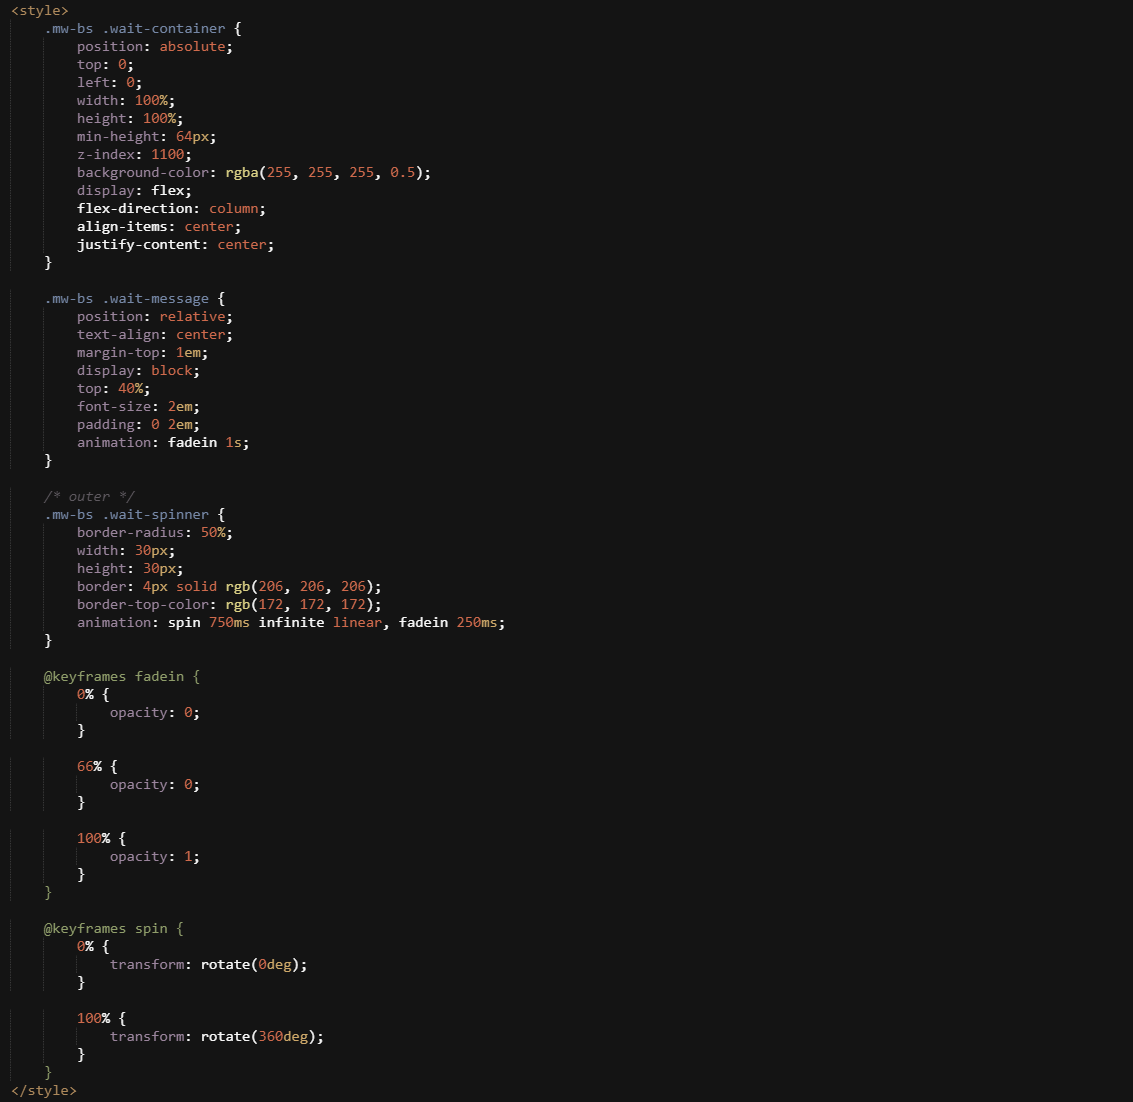 <style>
    .mw-bs .wait-container {
        position: absolute;
        top: 0;
        left: 0;
        width: 100%;
        height: 100%;
        min-height: 64px;
        z-index: 1100;
        background-color: rgba(255, 255, 255, 0.5);
        display: flex;
        flex-direction: column;
        align-items: center;
        justify-content: center;
    }

    .mw-bs .wait-message {
        position: relative;
        text-align: center;
        margin-top: 1em;
        display: block;
        top: 40%;
        font-size: 2em;
        padding: 0 2em;
        animation: fadein 1s;
    }

    /* outer */
    .mw-bs .wait-spinner {
        border-radius: 50%;
        width: 30px;
        height: 30px;
        border: 4px solid rgb(206, 206, 206);
        border-top-color: rgb(172, 172, 172);
        animation: spin 750ms infinite linear, fadein 250ms;
    }

    @keyframes fadein {
        0% {
            opacity: 0;
        }

        66% {
            opacity: 0;
        }

        100% {
            opacity: 1;
        }
    }

    @keyframes spin {
        0% {
            transform: rotate(0deg);
        }

        100% {
            transform: rotate(360deg);
        }
    }
</style>